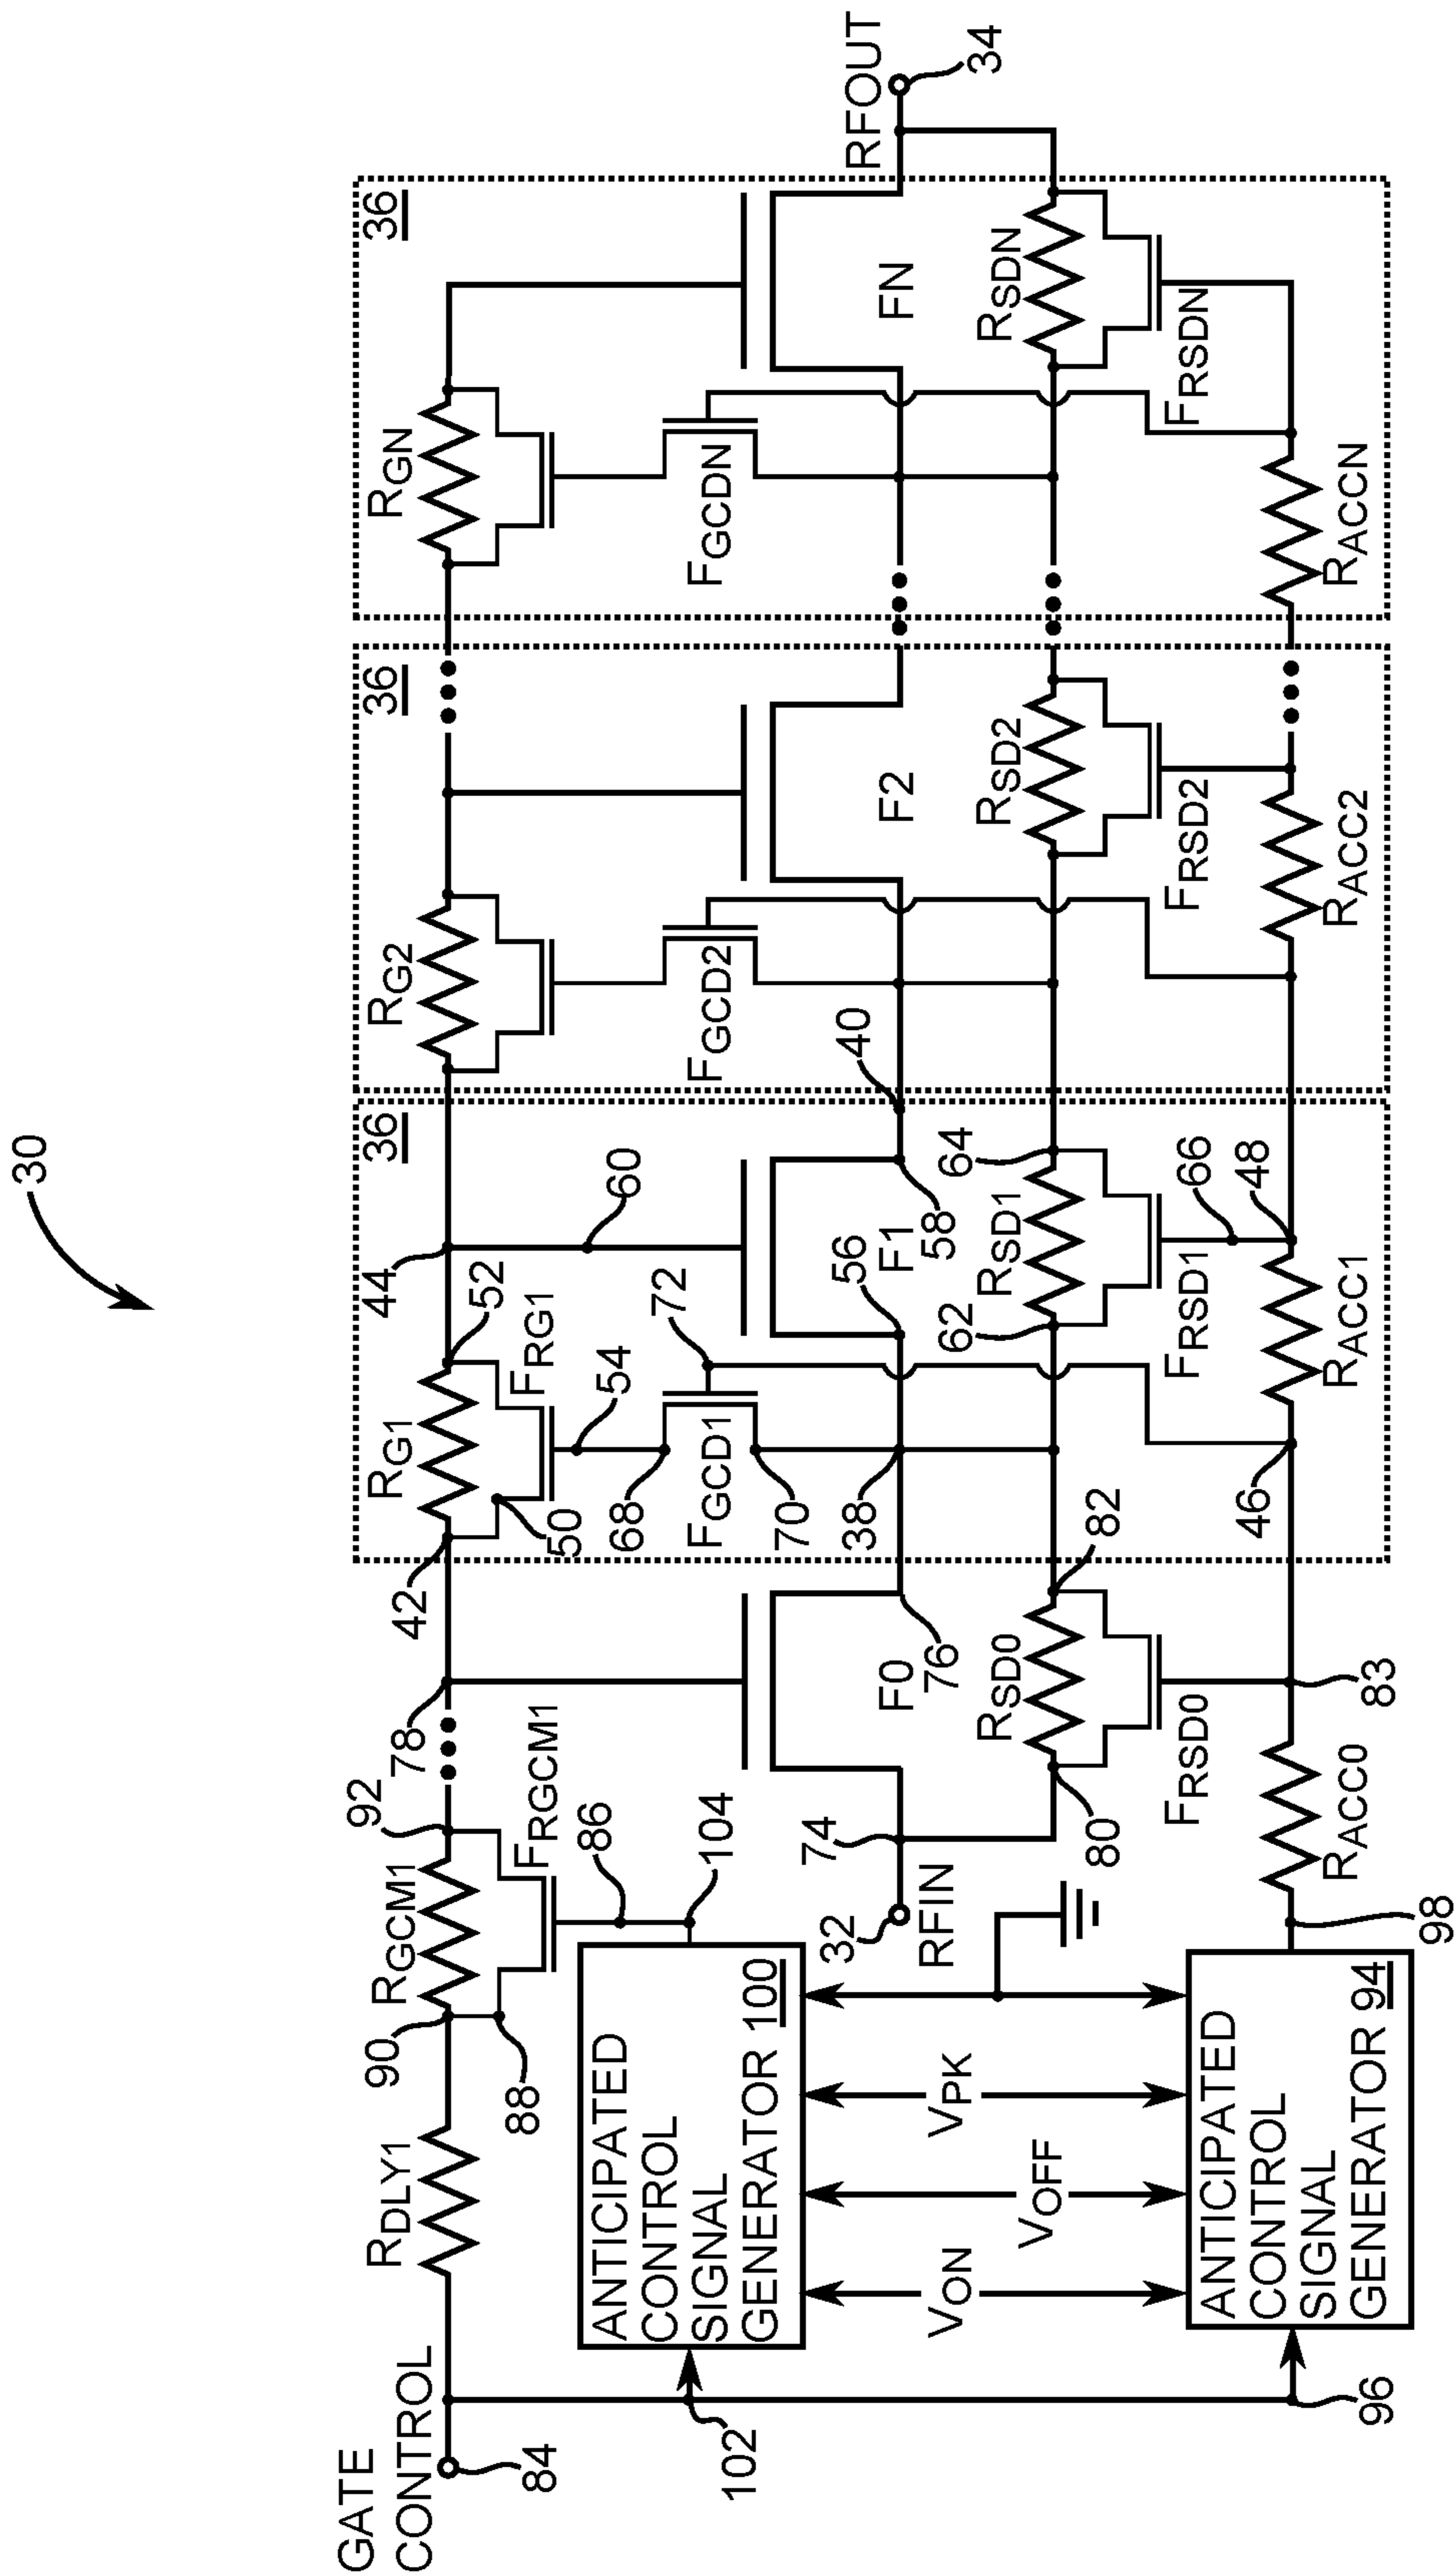 30
GATE
CONTROL
84
RDLY1
90
88
RGCM1
92
FRGCM1
86
104
78
42
RG1
50
52
FRG1
54
44
60
36
RG2
36
RGN
36
68
FGCD1
70
72
FGCD2
FGCDN
102
ANTICIPATED
CONTROL
SIGNAL
GENERATOR 100
32
RFIN
74
F0
76
38
56
F1
58
40
F2
FN
RFOUT
34
VON
VOFF
VPK
80
RSD0
82
62
RSD1
64
RSD2
RSDN
FRSD0
FRSD1
66
FRSD2
FRSDN
96
ANTICIPATED
CONTROL
SIGNAL
GENERATOR 94
98
RACC0
83
46
RACC1
48
RACC2
RACCN